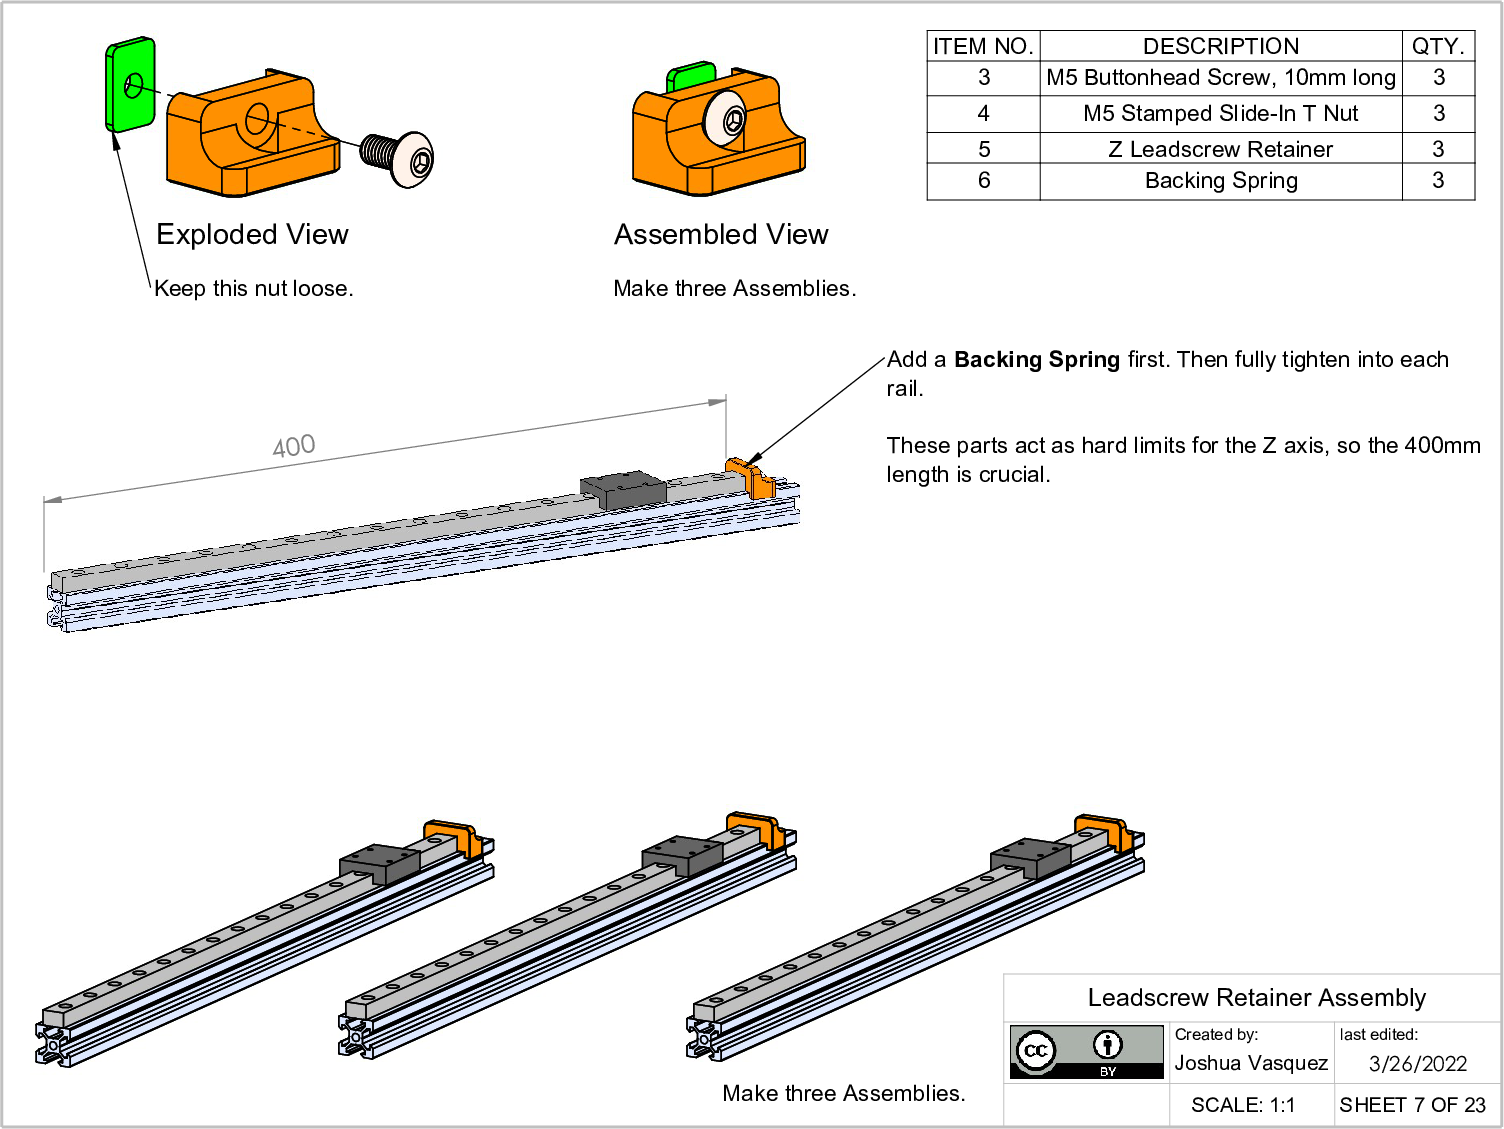 ITEM NO. DESCRIPTION QTY.
3 M5 Buttonhead Screw, 10mm long 3
4 M5 Stamped Slide-In T Nut 3
5 Z Leadscrew Retainer 3
6 Backing Spring 3
Exploded View
Assembled View
Keep this nut loose.
Make three Assemblies.
Add a Backing Spring first. Then fully tighten into each
rail.
These parts act as hard limits for the Z axis, so the 400mm
length is crucial.
400
Make three Assemblies.
Leadscrew Retainer Assembly
cc
BY
Created by:
Joshua Vasquez
last edited:
3/26/2022
SCALE: 1:1
SHEET 7 OF 23